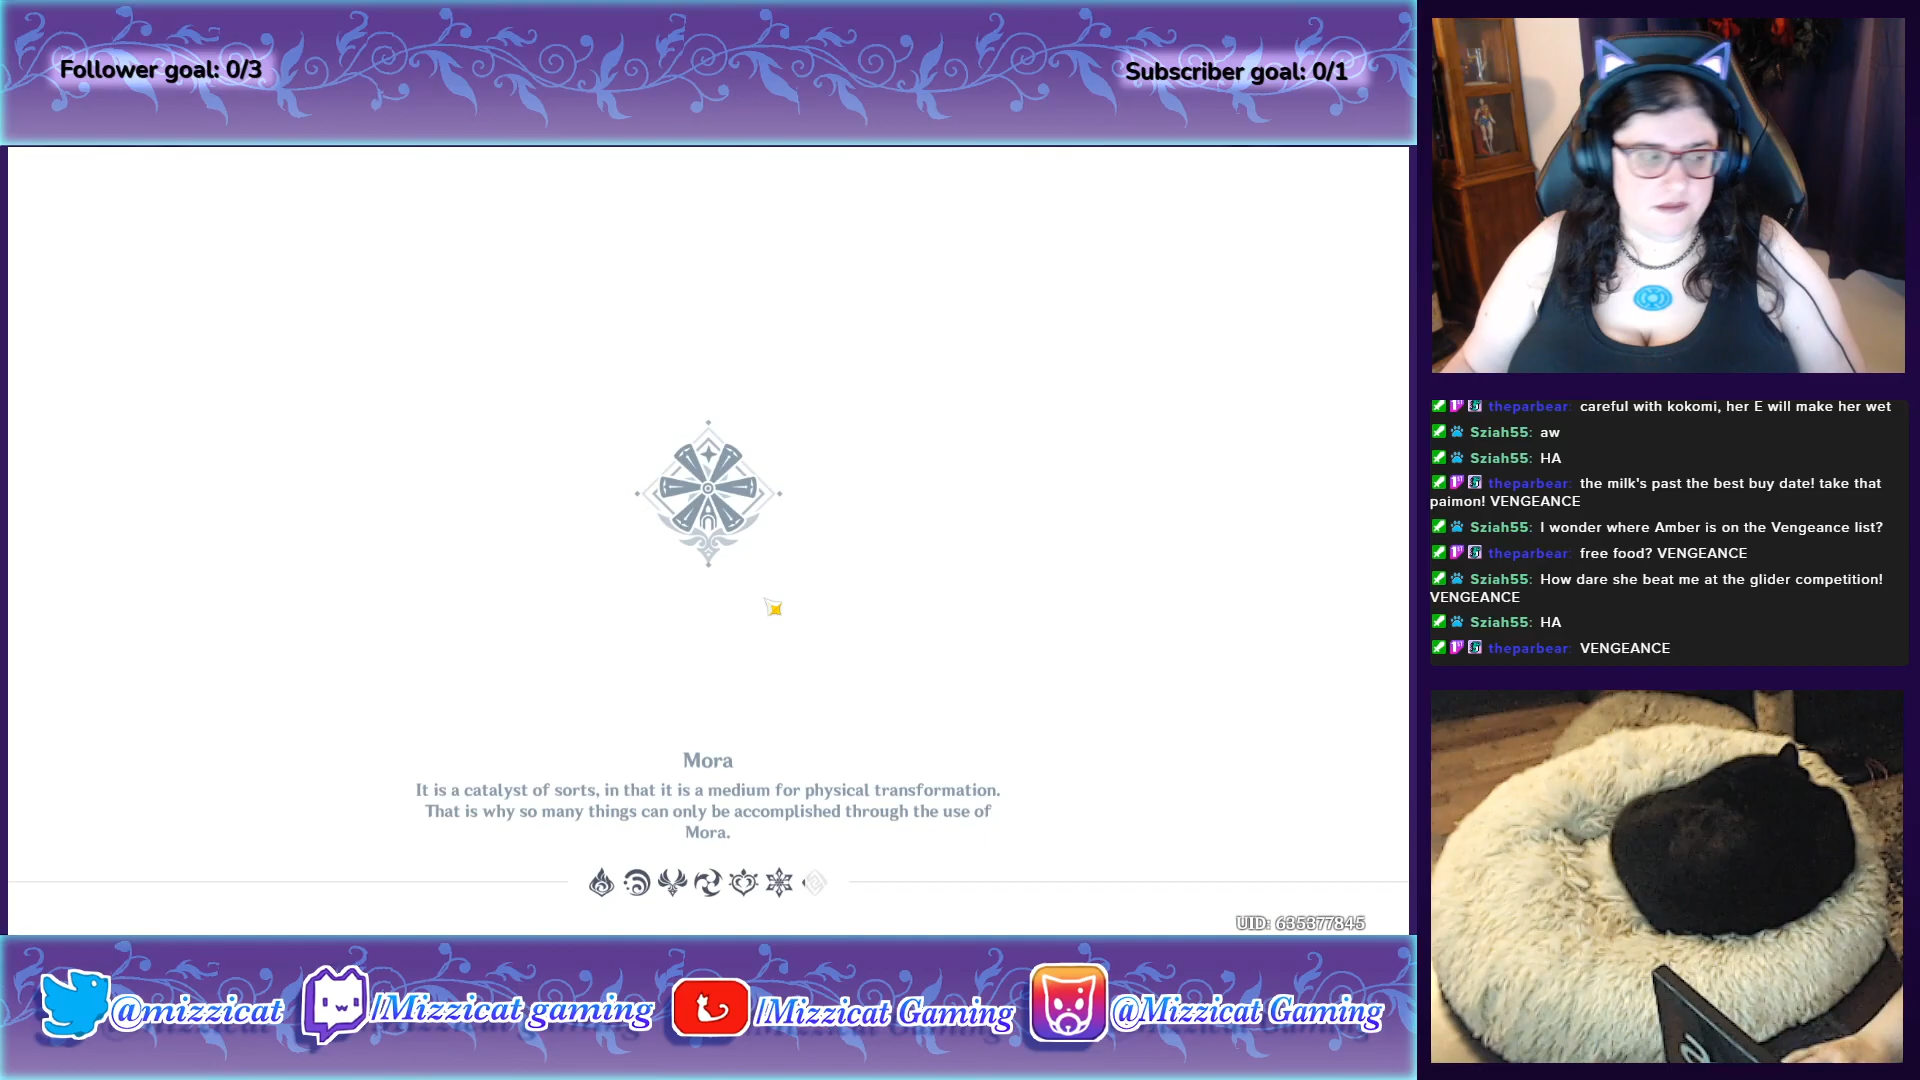 Follower goal: 0/3
Subscriber goal: 0/1
Mora
It is a catalyst of sorts, in that it is a medium for physical transformation.
That is why so many things can only be accomplished through the use of
Mora.
UID: 635377845
theparbear: careful with kokomi, her E will make her wet
Sziah55: aw
Sziah55: HA
theparbear: the milk's past the best buy date! take that
paimon! VENGEANCE
Sziah55: I wonder where Amber is on the Vengeance list?
theparbear: free food? VENGEANCE
Sziah55: How dare she beat me at the glider competition!
VENGEANCE
Sziah55: HA
theparbear: VENGEANCE
@mizzicat
/Mizzicat gaming
/Mizzicat Gaming
@Mizzicat Gaming